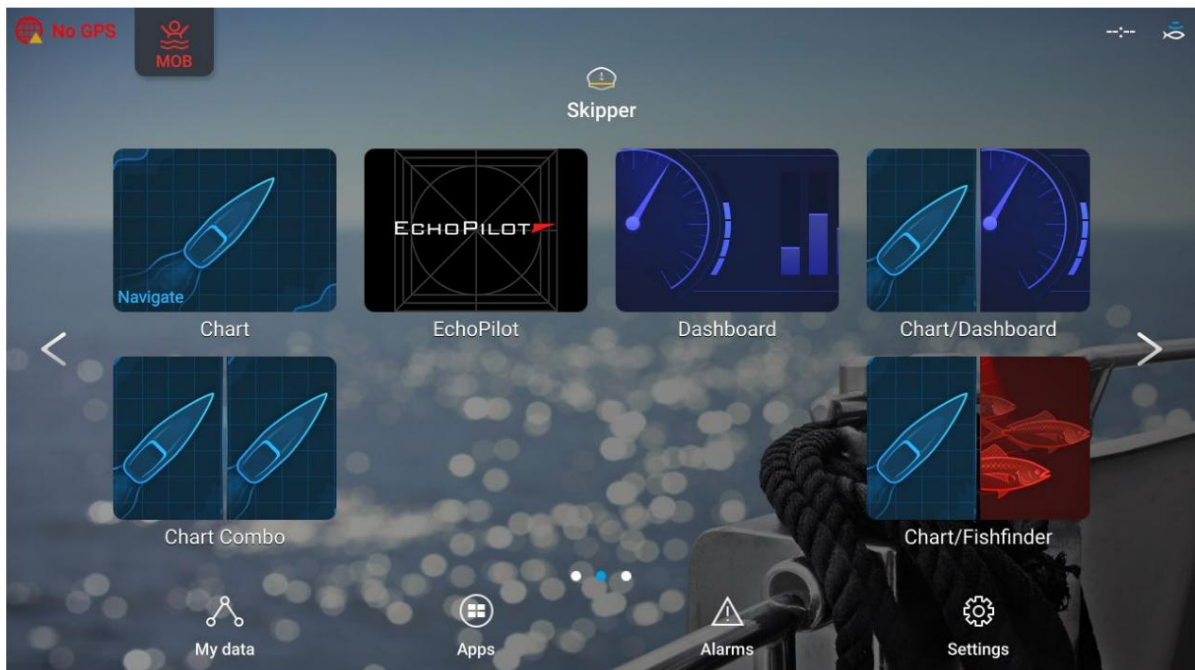 No GPS
MOB
--:--
Skipper
Navigate
ECHOPILOT
Chart
EchoPilot
Dashboard
Chart/Dashboard
Chart Combo
Chart/Fishfinder
My data
Apps
Alarms
Settings